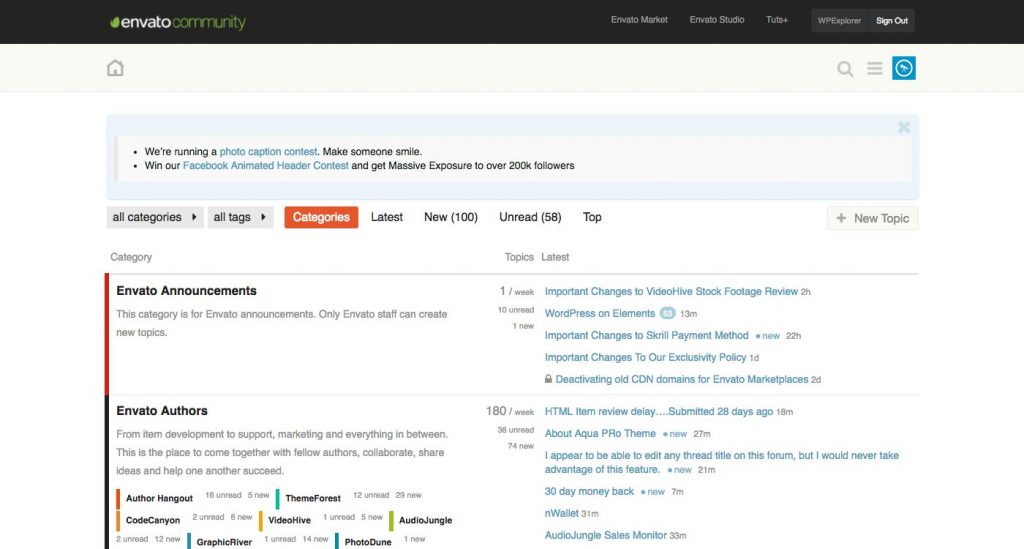 envatocommunity
Envato Market Envato Studio Tuts+ WPExplorer Sign Out
We're running a photo caption contest. Make someone smile.
Win our Facebook Animated Header Contest and get Massive Exposure to over 200k followers
all categories all tags Categories Latest New (100) Unread (58) Top + New Topic
Category Topics Latest
Envato Announcements
This category is for Envato announcements. Only Envato staff can create
new topics.
1 / week
10 unread
1 new
Important Changes to VideoHive Stock Footage Review 2h
WordPress on Elements 53 13m
Important Changes to Skrill Payment Method • new 22h
Important Changes To Our Exclusivity Policy 1d
Deactivating old CDN domains for Envato Marketplaces 2d
Envato Authors
From item development to support, marketing and everything in between.
This is the place to come together with fellow authors, collaborate, share
ideas and help one another succeed.
Author Hangout 16 unread 5 new ThemeForest 12 unread 29 new
CodeCanyon 2 unread 6 new VideoHive 1 unread 5 new AudioJungle
2 unread 12 new GraphicRiver 1 unread 14 new PhotoDune 1 new
180 / week
38 unread
74 new
HTML Item review delay....Submitted 28 days ago 18m
About Aqua PRo Theme • new 27m
I appear to be able to edit any thread title on this forum, but I would never take
advantage of this feature. • new 21m
30 day money back • new 7m
nWallet 31m
AudioJungle Sales Monitor 33m